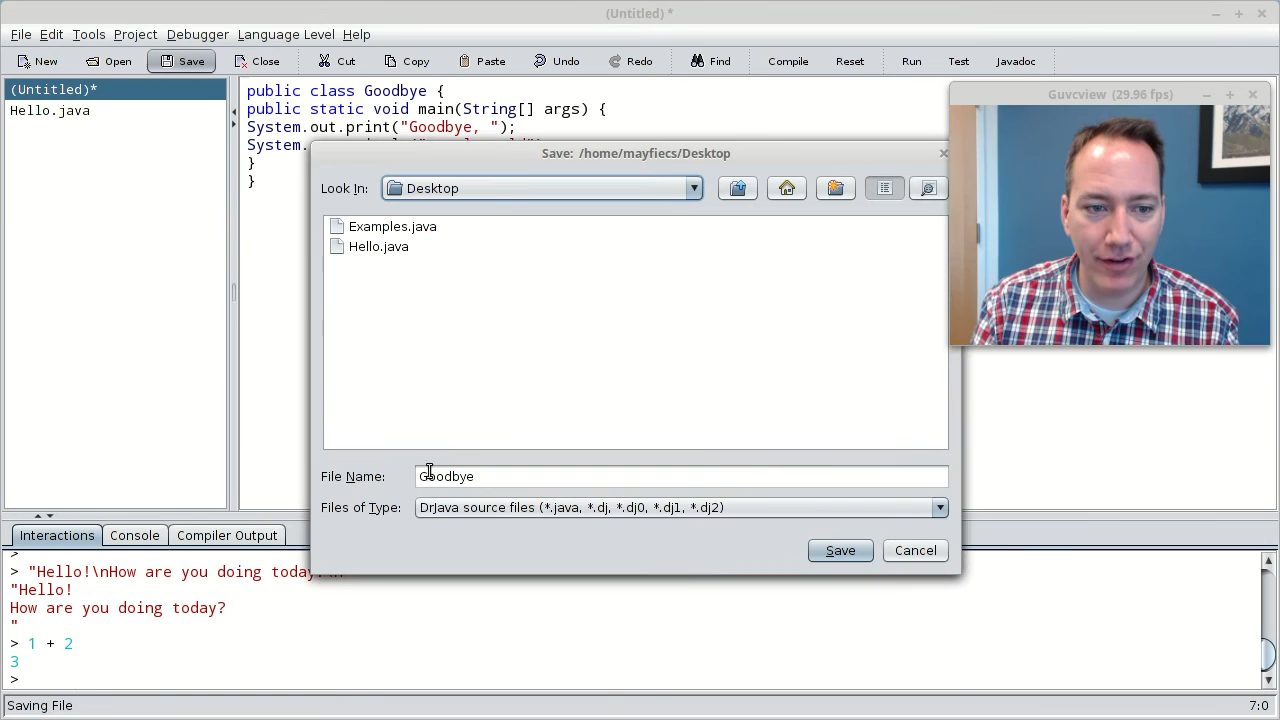 (Untitled) *
File Edit Tools Project Debugger Language Level Help
New Open Save Close Cut Copy Paste Undo Redo Find Compile Reset Run Test Javadoc
(Untitled)*
Hello.java
public class Goodbye {
public static void main(String[] args) {
System.out.print("Goodbye, ");
System.
}
}
Guvcview (29.96 fps)
Save: /home/mayfiecs/Desktop
Look In: Desktop
Examples.java
Hello.java
File Name: Goodbye
Files of Type: DrJava source files (*.java, *.dj, *.dj0, *.dj1, *.dj2)
Save Cancel
Interactions Console Compiler Output
>
> "Hello!\nHow are you doing today?\n"
"Hello!
How are you doing today?
"
> 1 + 2
3
>
Saving File 7:0